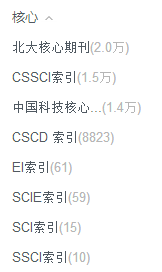 核心
北大核心期刊(2.0万)
CSSCI索引(1.5万)
中国科技核心...(1.4万)
CSCD 索引(8823)
EI索引(61)
SCIE索引(59)
SCI索引(15)
SSCI索引(10)